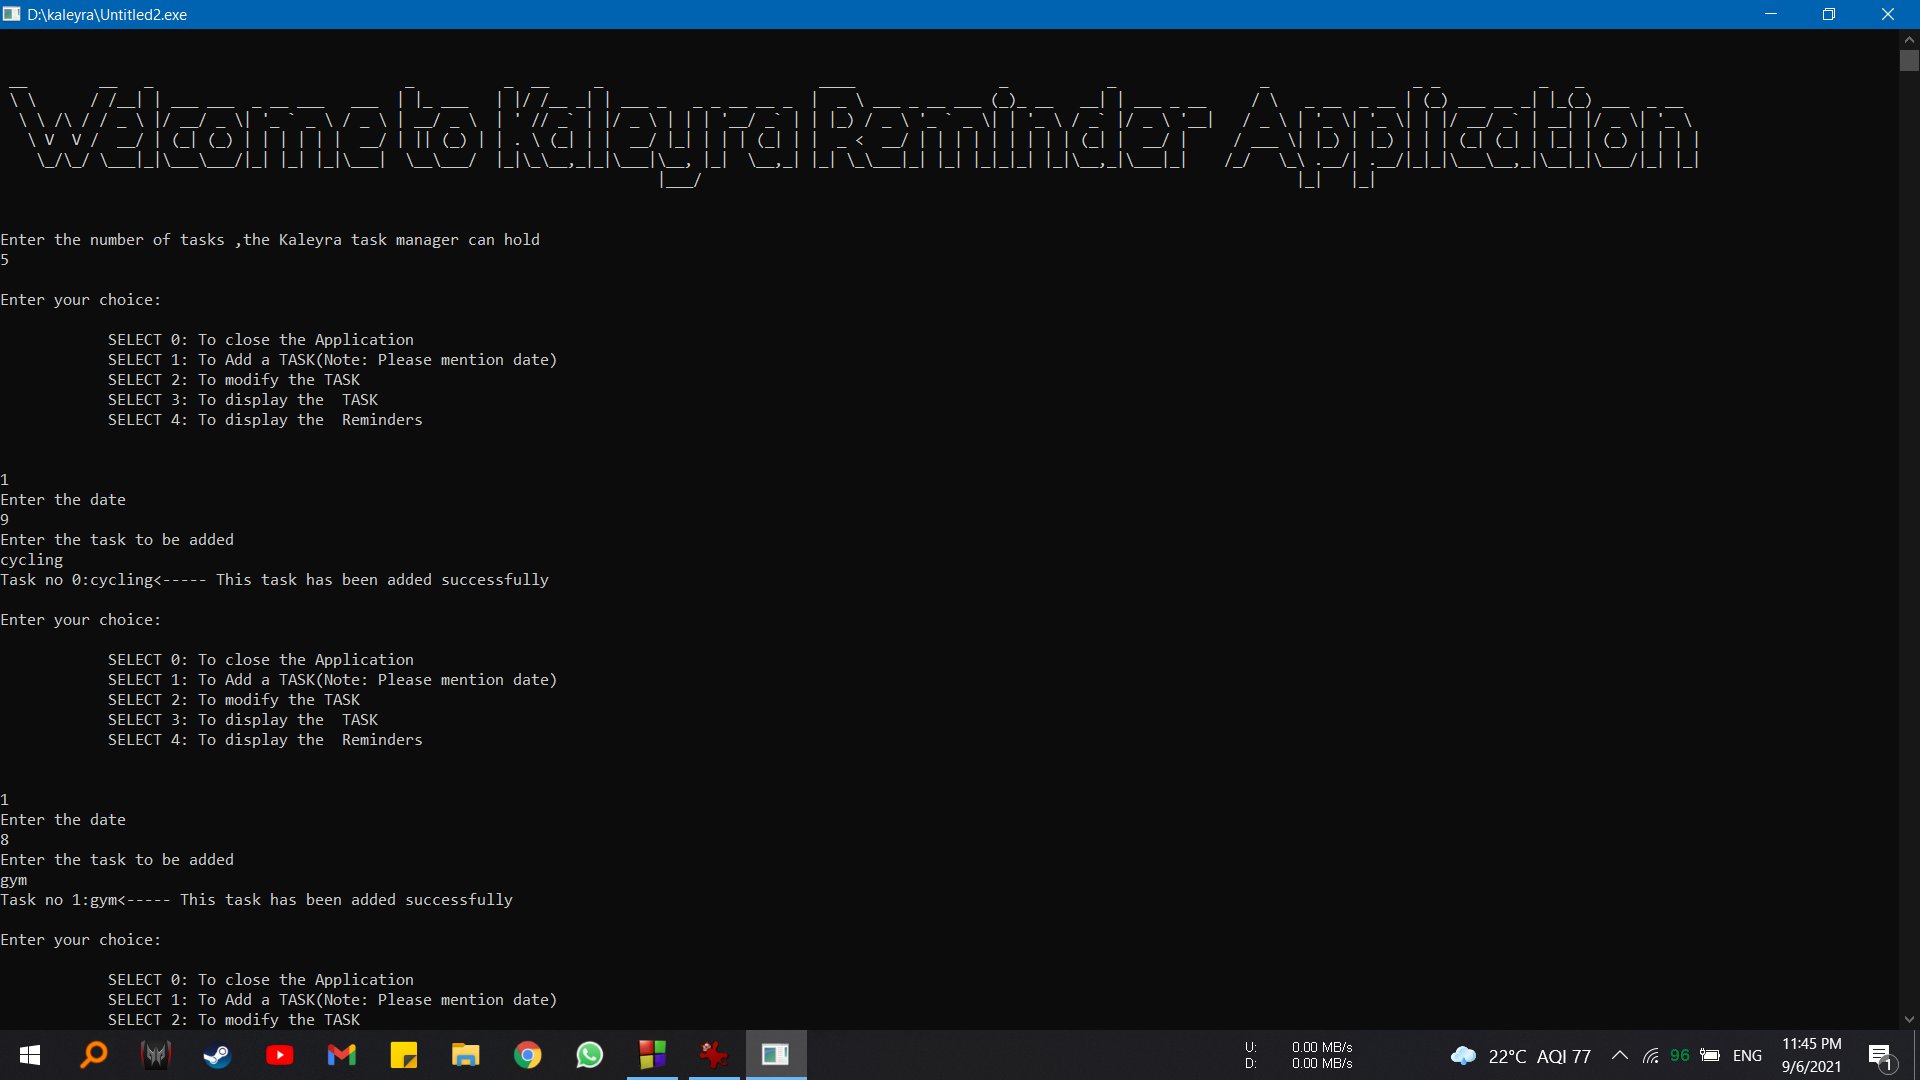 D:\kaleyra\Untitled2.exe
Welcome to Kaleyra Reminder Application
Enter the number of tasks ,the Kaleyra task manager can hold
5
Enter your choice:
SELECT 0: To close the Application
SELECT 1: To Add a TASK(Note: Please mention date)
SELECT 2: To modify the TASK
SELECT 3: To display the  TASK
SELECT 4: To display the  Reminders
1
Enter the date
9
Enter the task to be added
cycling
Task no 0:cycling<----- This task has been added successfully
Enter your choice:
SELECT 0: To close the Application
SELECT 1: To Add a TASK(Note: Please mention date)
SELECT 2: To modify the TASK
SELECT 3: To display the  TASK
SELECT 4: To display the  Reminders
1
Enter the date
8
Enter the task to be added
gym
Task no 1:gym<----- This task has been added successfully
Enter your choice:
SELECT 0: To close the Application
SELECT 1: To Add a TASK(Note: Please mention date)
SELECT 2: To modify the TASK
U: 0.00 MB/s
D: 0.00 MB/s
22°C AQI 77
96
ENG
11:45 PM
9/6/2021
1